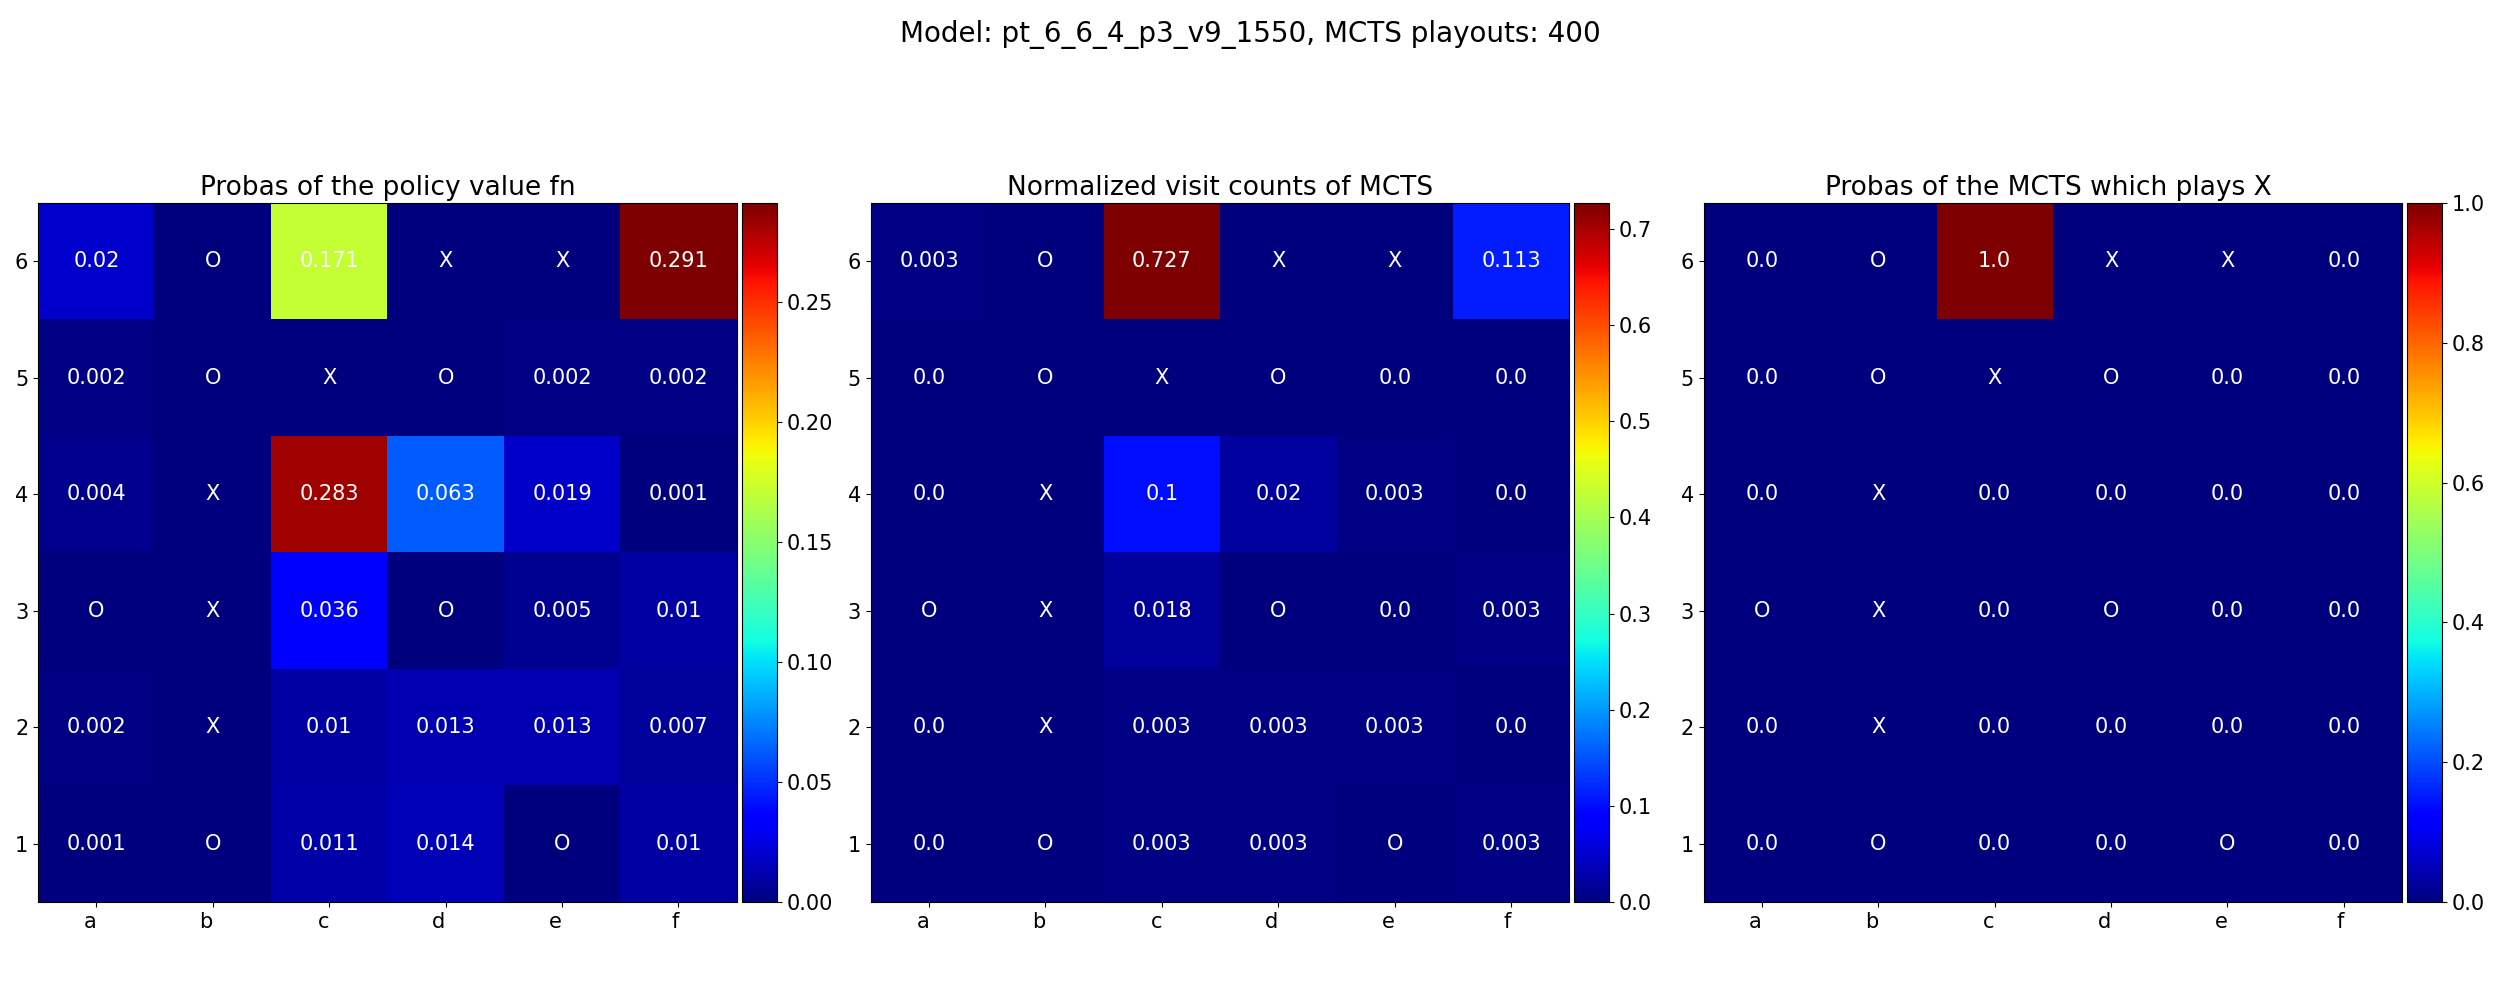 Model: pt_6_6_4_p3_v9_1550, MCTS playouts: 400
Probas of the policy value fn
6 0.02 O 0.171 X X 0.291
5 0.002 O X O 0.002 0.002
4 0.004 X 0.283 0.063 0.019 0.001
3 O X 0.036 O 0.005 0.01
2 0.002 X 0.01 0.013 0.013 0.007
1 0.001 O 0.011 0.014 O 0.01
a b c d e f
0.25
0.20
0.15
0.10
0.05
0.00
Normalized visit counts of MCTS
6 0.003 O 0.727 X X 0.113
5 0.0 O X O 0.0 0.0
4 0.0 X 0.1 0.02 0.003 0.0
3 O X 0.018 O 0.0 0.003
2 0.0 X 0.003 0.003 0.003 0.0
1 0.0 O 0.003 0.003 O 0.003
a b c d e f
0.7
0.6
0.5
0.4
0.3
0.2
0.1
0.0
Probas of the MCTS which plays X
6 0.0 O 1.0 X X 0.0
5 0.0 O X O 0.0 0.0
4 0.0 X 0.0 0.0 0.0 0.0
3 O X 0.0 O 0.0 0.0
2 0.0 X 0.0 0.0 0.0 0.0
1 0.0 O 0.0 0.0 O 0.0
a b c d e f
1.0
0.8
0.6
0.4
0.2
0.0